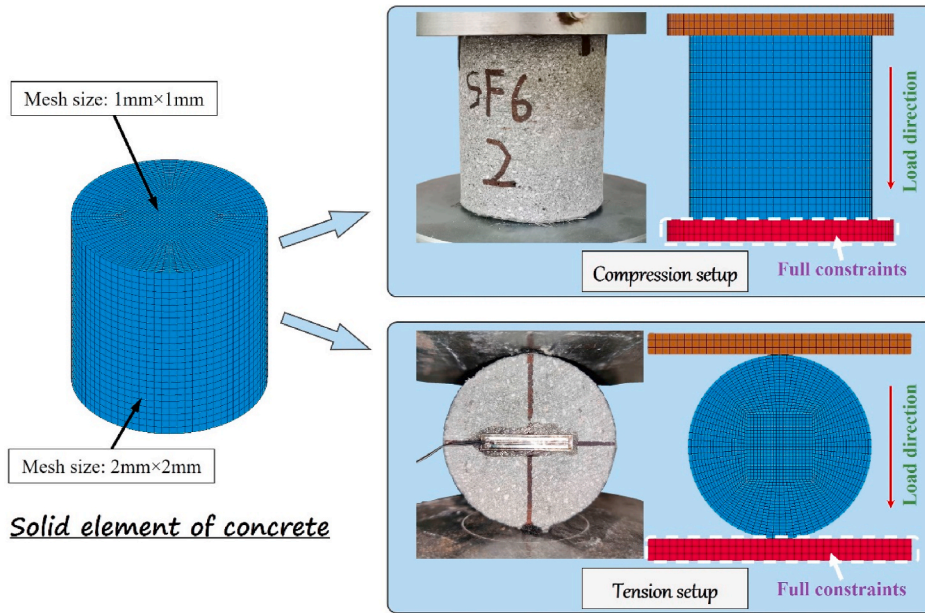 Mesh size: 1mm×1mm
Mesh size: 2mm×2mm
Solid element of concrete
SF6
2
Load direction
Full constraints
Compression setup
Load direction
Full constraints
Tension setup